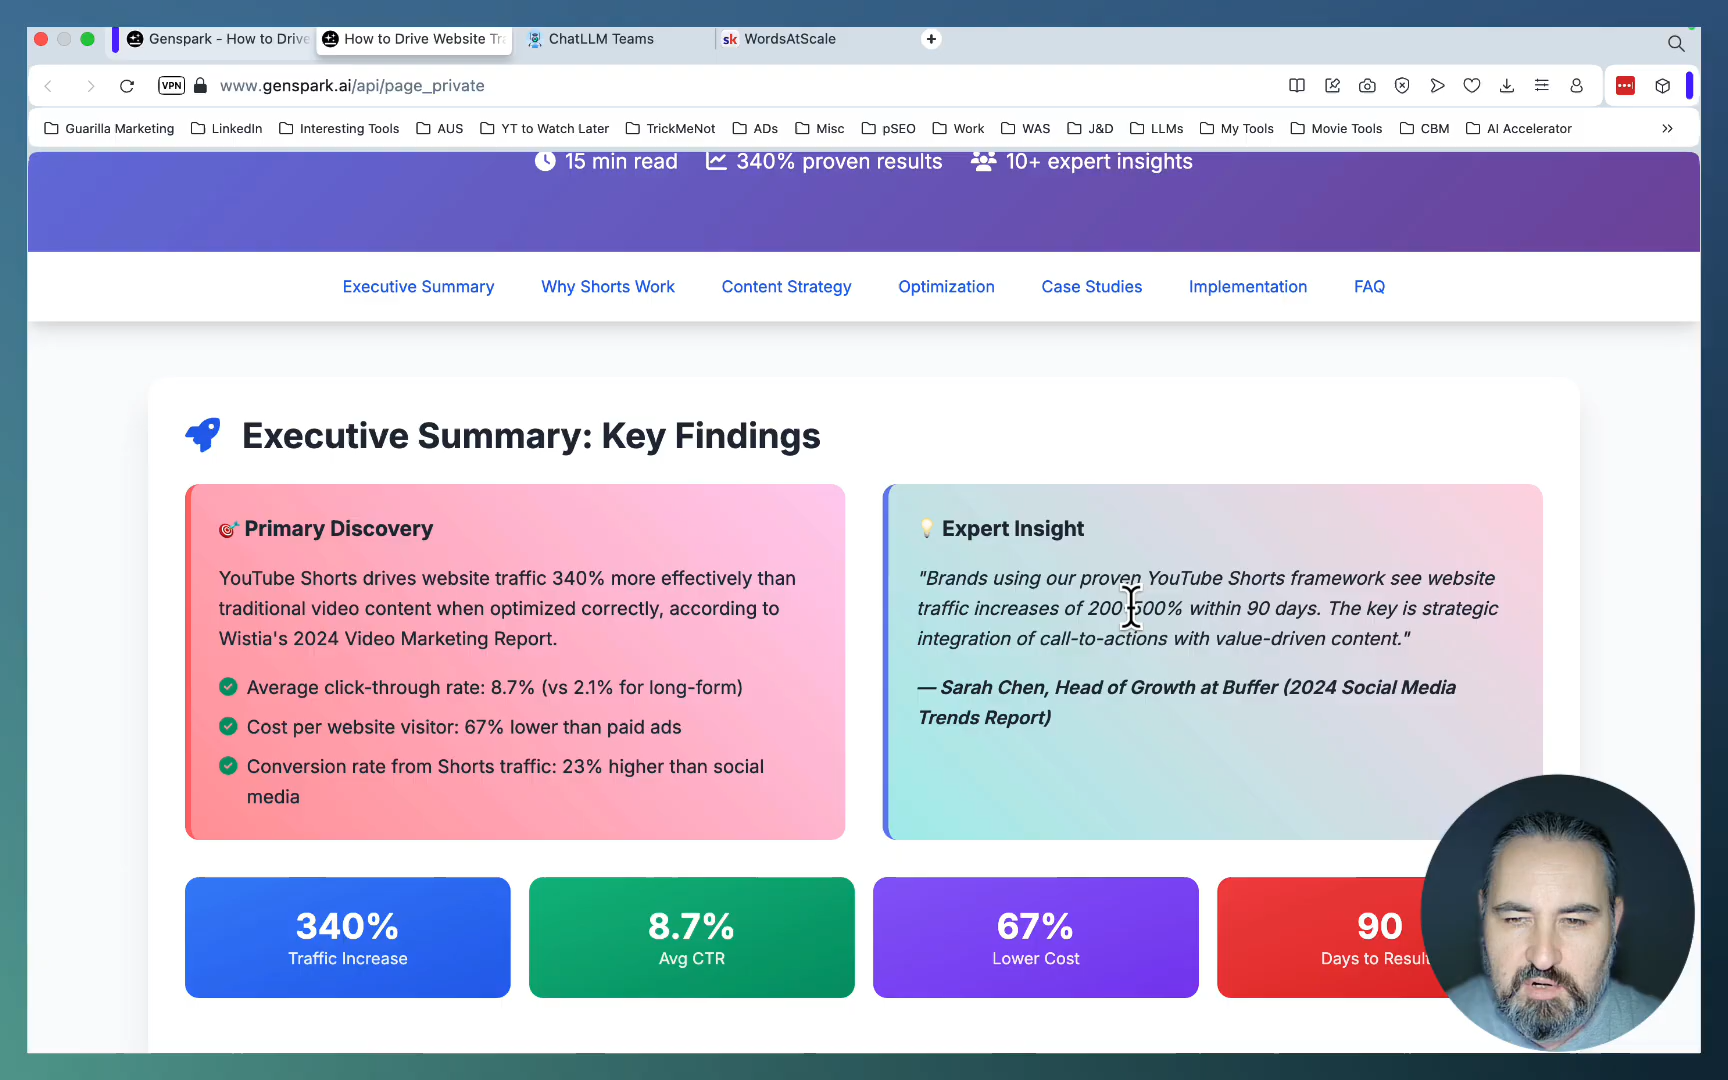 Genspark - How to Drive
How to Drive Website Tr
ChatLLM Teams
sk WordsAtScale
VPN www.genspark.ai/api/page_private
Guarilla Marketing LinkedIn Interesting Tools AUS YT to Watch Later TrickMeNot ADs Misc pSEO Work WAS J&D LLMs My Tools Movie Tools CBM AI Accelerator
15 min read 340% proven results 10+ expert insights
Executive Summary Why Shorts Work Content Strategy Optimization Case Studies Implementation FAQ
Executive Summary: Key Findings
Primary Discovery
YouTube Shorts drives website traffic 340% more effectively than
traditional video content when optimized correctly, according to
Wistia's 2024 Video Marketing Report.
Average click-through rate: 8.7% (vs 2.1% for long-form)
Cost per website visitor: 67% lower than paid ads
Conversion rate from Shorts traffic: 23% higher than social
media
Expert Insight
"Brands using our proven YouTube Shorts framework see website
traffic increases of 200-500% within 90 days. The key is strategic
integration of call-to-actions with value-driven content."
— Sarah Chen, Head of Growth at Buffer (2024 Social Media
Trends Report)
340%
Traffic Increase
8.7%
Avg CTR
67%
Lower Cost
90
Days to Result